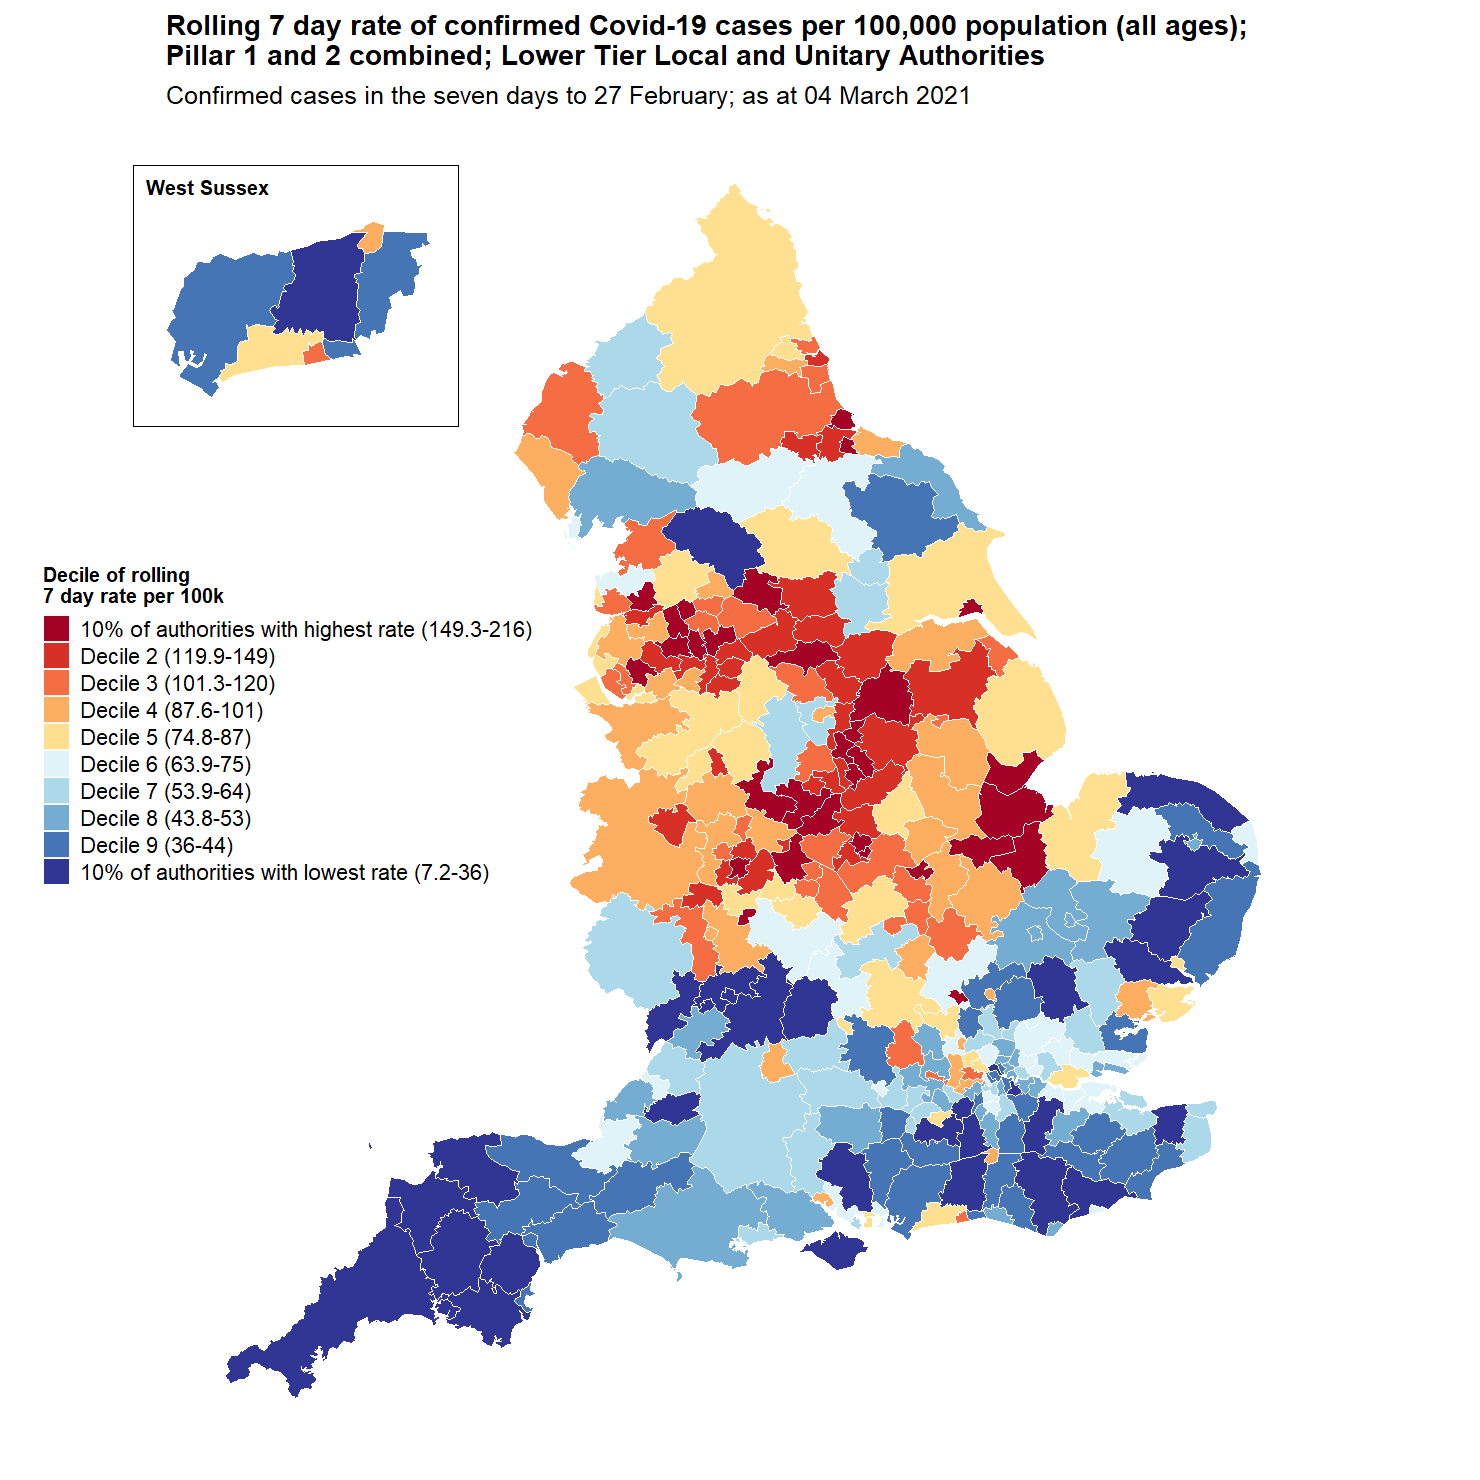 Rolling 7 day rate of confirmed Covid-19 cases per 100,000 population (all ages);
Pillar 1 and 2 combined; Lower Tier Local and Unitary Authorities
Confirmed cases in the seven days to 27 February; as at 04 March 2021
West Sussex
Decile of rolling
7 day rate per 100k
10% of authorities with highest rate (149.3-216)
Decile 2 (119.9-149)
Decile 3 (101.3-120)
Decile 4 (87.6-101)
Decile 5 (74.8-87)
Decile 6 (63.9-75)
Decile 7 (53.9-64)
Decile 8 (43.8-53)
Decile 9 (36-44)
10% of authorities with lowest rate (7.2-36)